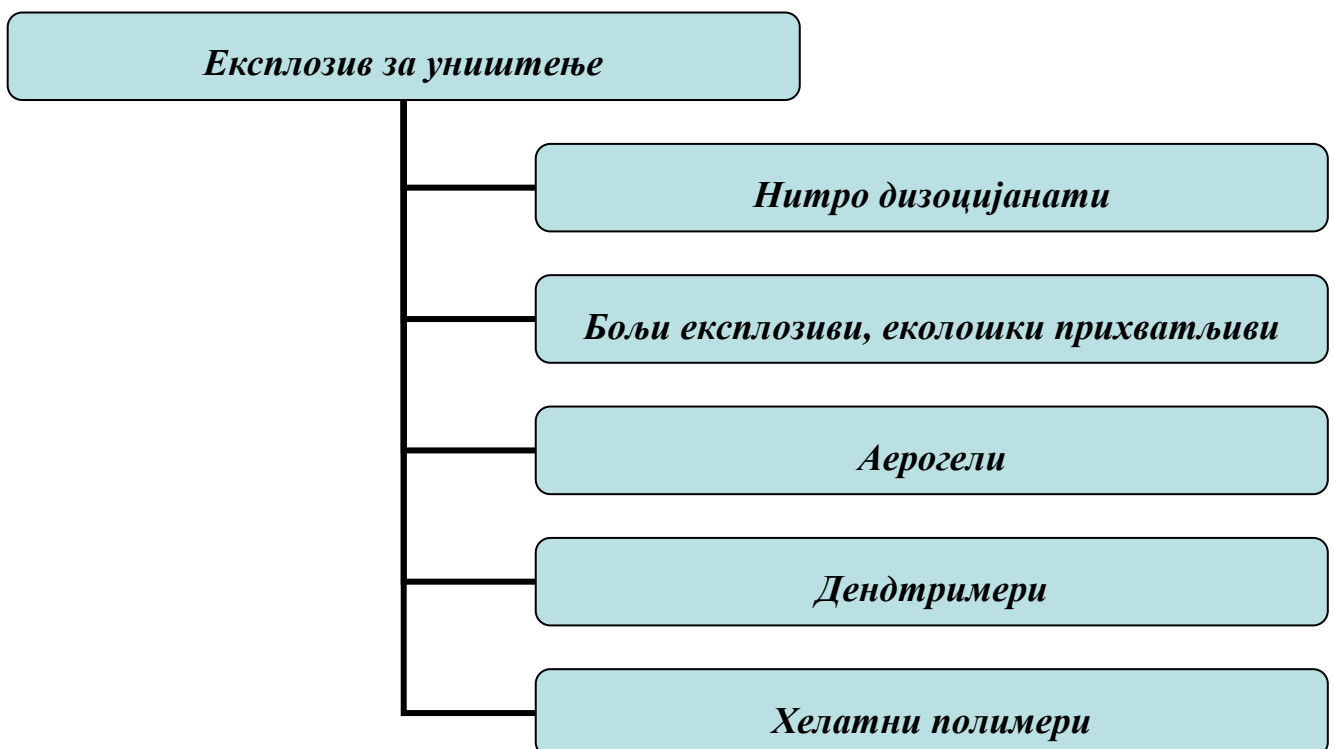 Експлозив за уништење
Нитро дизоцијанати
Бољи експлозиви, еколошки прихватљиви
Аерогели
Дендтримери
Хелатни полимери